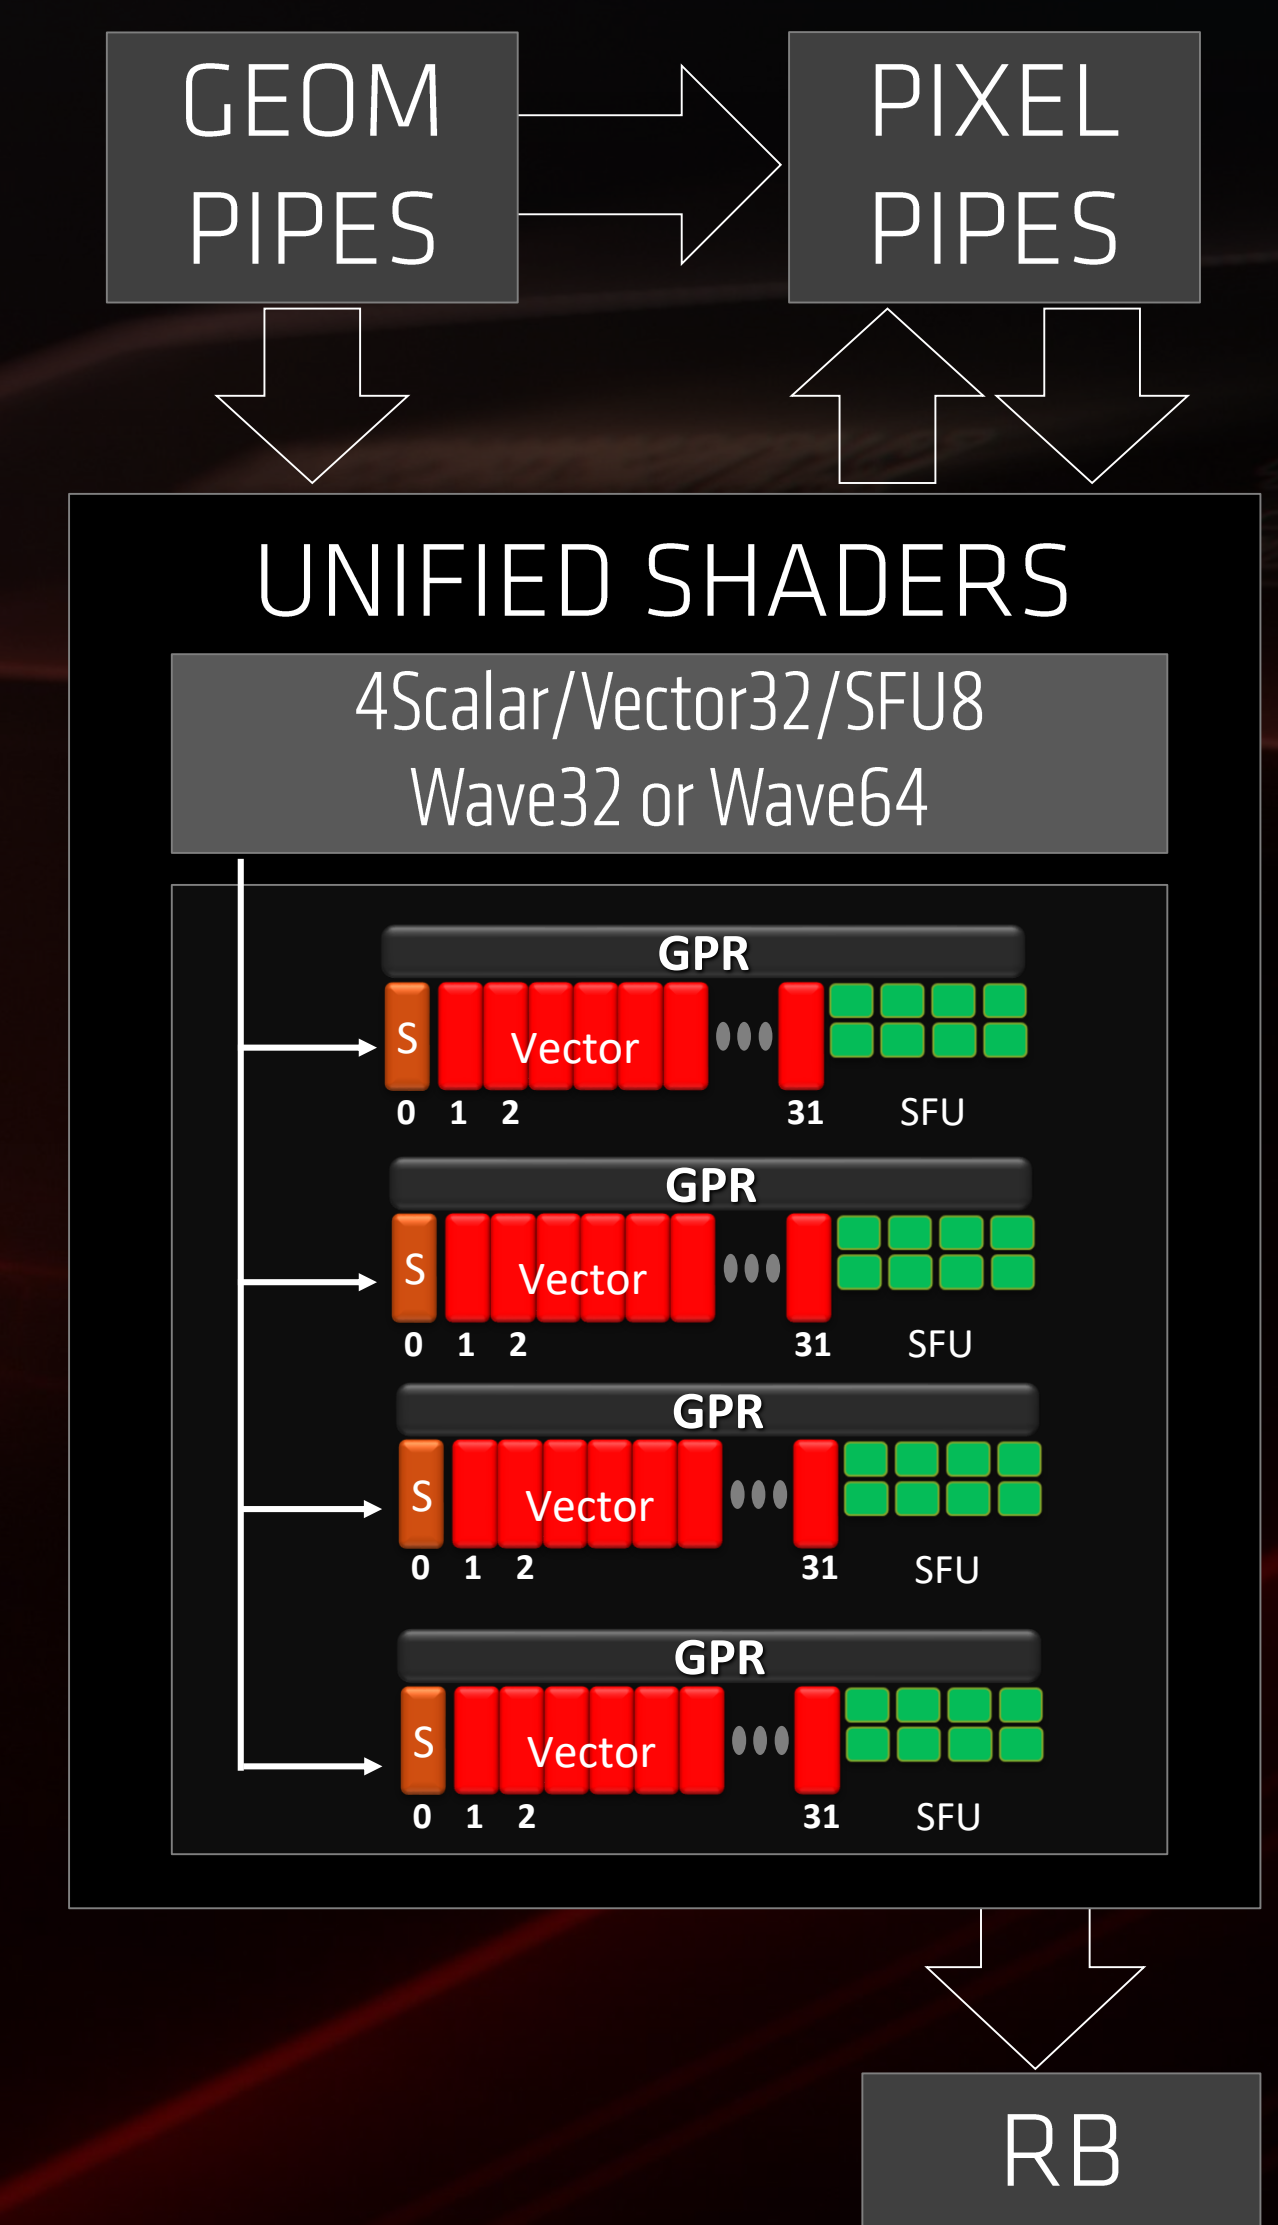 GEOM
PIPES
PIXEL
PIPES
UNIFIED SHADERS
4Scalar/Vector32/SFU8
Wave32 or Wave64
GPR
S Vector
0 1 2 31 SFU
GPR
S Vector
0 1 2 31 SFU
GPR
S Vector
0 1 2 31 SFU
GPR
S Vector
0 1 2 31 SFU
RB